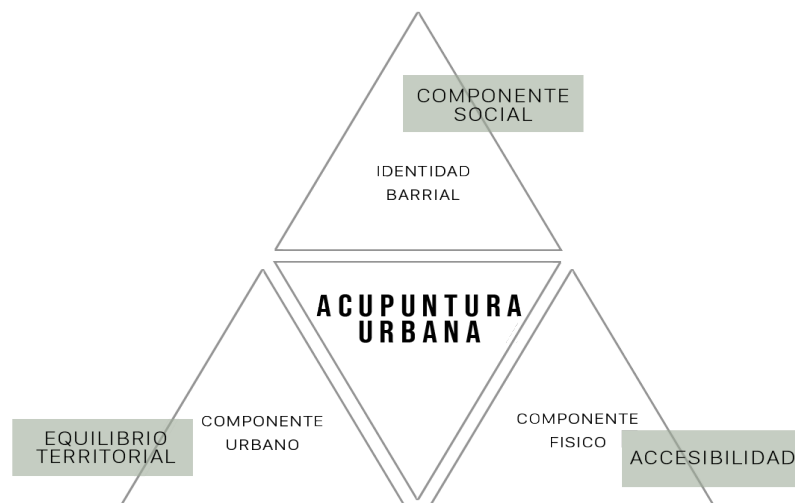 COMPONENTE
SOCIAL
IDENTIDAD
BARRIAL
ACUPUNTURA
URBANA
COMPONENTE
URBANO
EQUILIBRIO
TERRITORIAL
COMPONENTE
FISICO
ACCESIBILIDAD